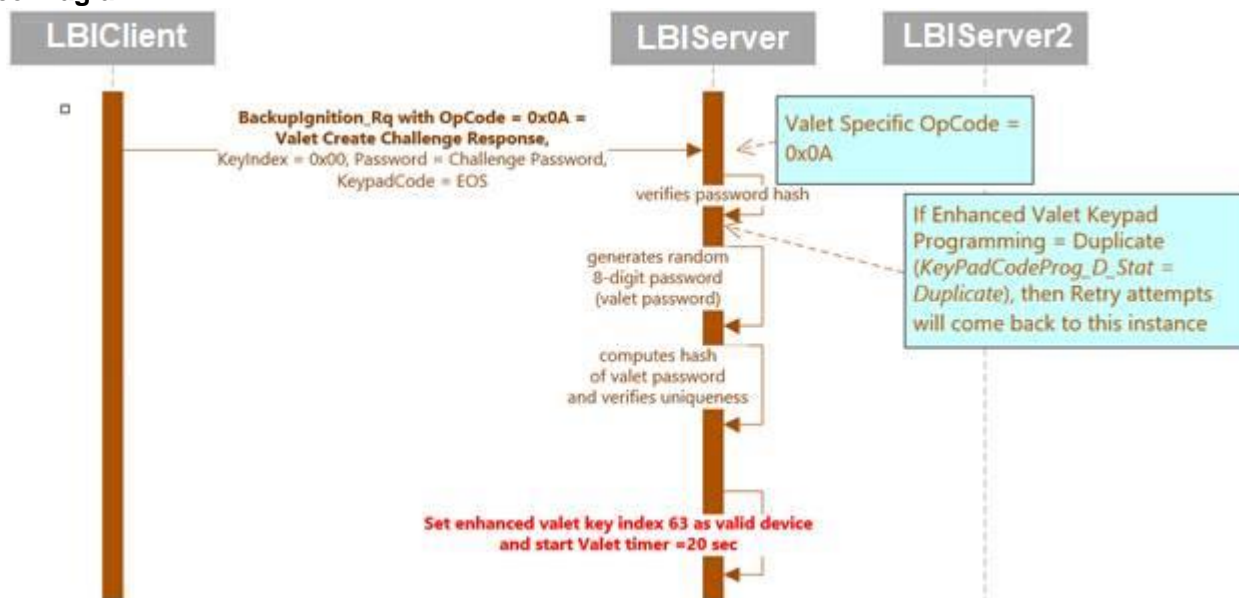 LBIClient
LBIServer
LBIServer2
BackupIgnition_Rq with OpCode = 0x0A =
Valet Create Challenge Response,
KeyIndex = 0x00, Password = Challenge Password,
KeypadCode = EOS
Valet Specific OpCode =
0x0A
verifies password hash
If Enhanced Valet Keypad
Programming = Duplicate
(KeyPadCodeProg_D_Stat =
Duplicate), then Retry attempts
will come back to this instance
generates random
8-digit password
(valet password)
computes hash
of valet password
and verifies uniqueness
Set enhanced valet key index 63 as valid device
and start Valet timer =20 sec